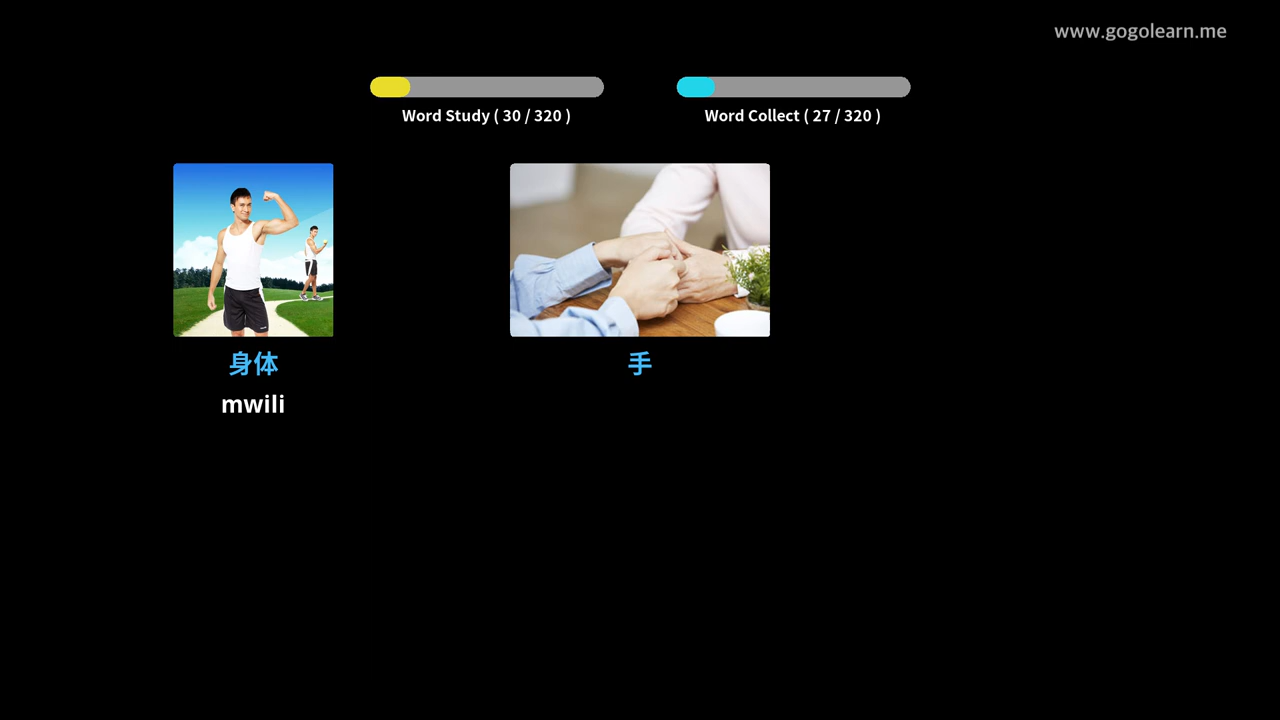 www.gogolearn.me
Word Study ( 30 / 320 )
Word Collect ( 27 / 320 )
身体
手
mwili